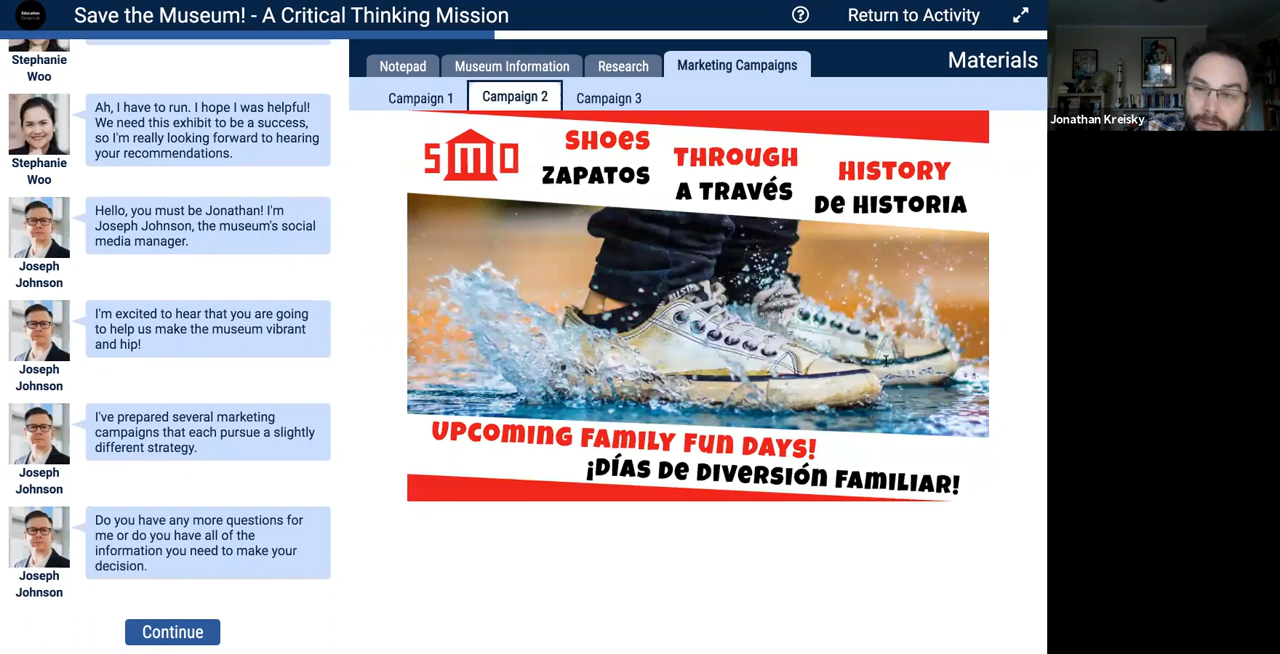 Save the Museum! - A Critical Thinking Mission
Return to Activity
Stephanie
Woo
Ah, I have to run. I hope I was helpful!
We need this exhibit to be a success,
so I'm really looking forward to hearing
your recommendations.
Stephanie
Woo
Hello, you must be Jonathan! I'm
Joseph Johnson, the museum's social
media manager.
Joseph
Johnson
I'm excited to hear that you are going
to help us make the museum vibrant
and hip!
Joseph
Johnson
I've prepared several marketing
campaigns that each pursue a slightly
different strategy.
Joseph
Johnson
Do you have any more questions for
me or do you have all of the
information you need to make your
decision.
Joseph
Johnson
Continue
Notepad
Museum Information
Research
Marketing Campaigns
Materials
Campaign 1
Campaign 2
Campaign 3
SHOES
ZAPATOS
THROUGH
A TRAVÉS
HISTORY
DE HISTORIA
UPCOMING FAMILY FUN DAYS!
¡DÍAS DE DIVERSIÓN FAMILIAR!
Jonathan Kreisky